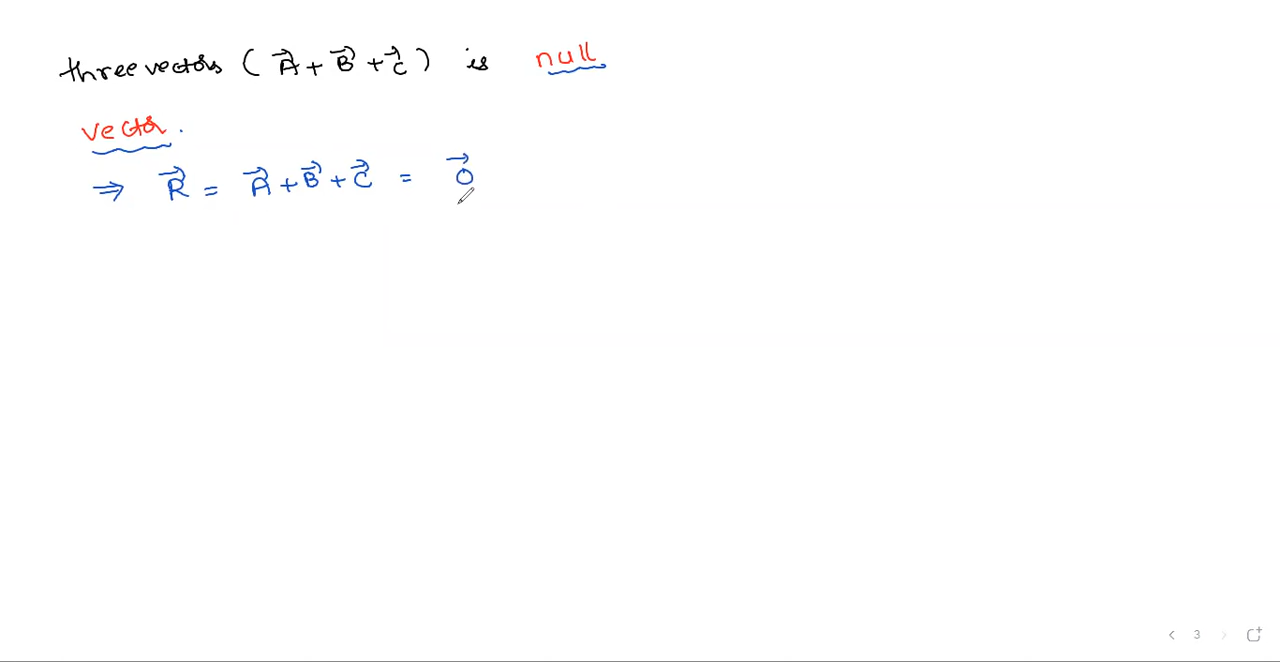 three vectors ( A⃗ + B⃗ + C⃗ ) is null
vector.
⇒ R⃗ = A⃗ + B⃗ + C⃗ = 0⃗
3